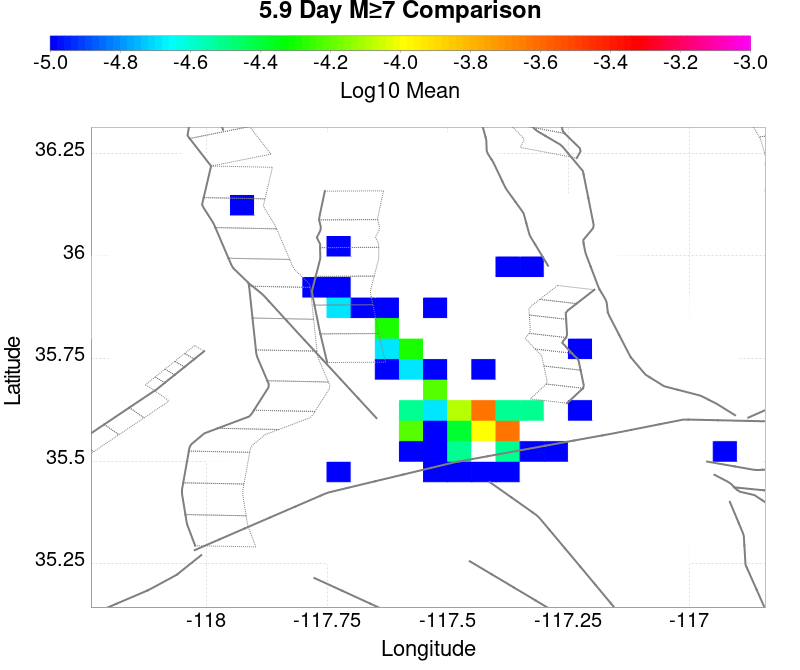 5.9 Day M≥7 Comparison
-5.0 -4.8 -4.6 -4.4 -4.2 -4.0 -3.8 -3.6 -3.4 -3.2 -3.0
Log10 Mean
36.25
36
35.75
35.5
35.25
Latitude
-118 -117.75 -117.5 -117.25 -117
Longitude